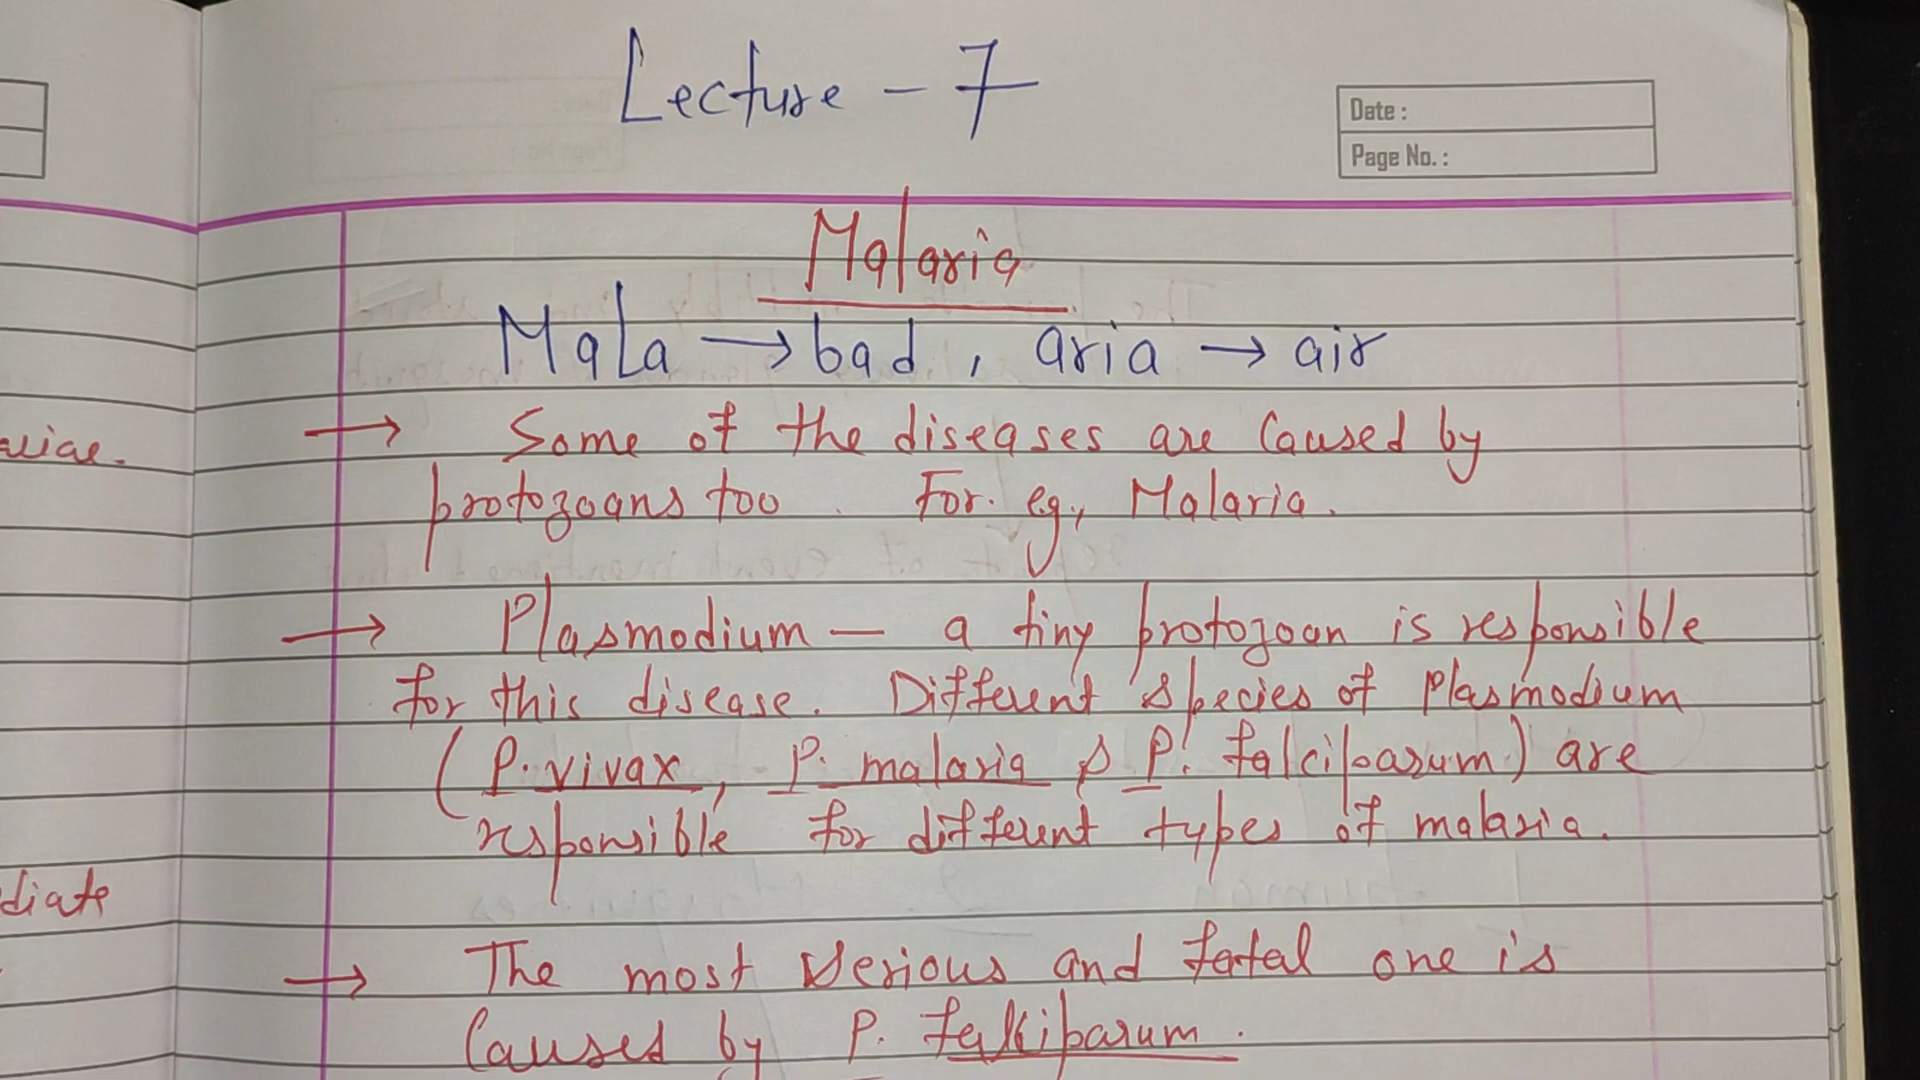 Lecture - 7
Date :
Page No. :
Malaria
MaLa → bad , aria → air
→ Some of the diseases are caused by
protozoans too . For. eg., Malaria.
→ Plasmodium — a tiny protozoan is responsible
for this disease. Different species of Plasmodium
(P. vivax, P. malaria & P. falciparum) are
responsible for different types of malaria.
→ The most serious and fatal one is
caused by P. falkiparum.
diate